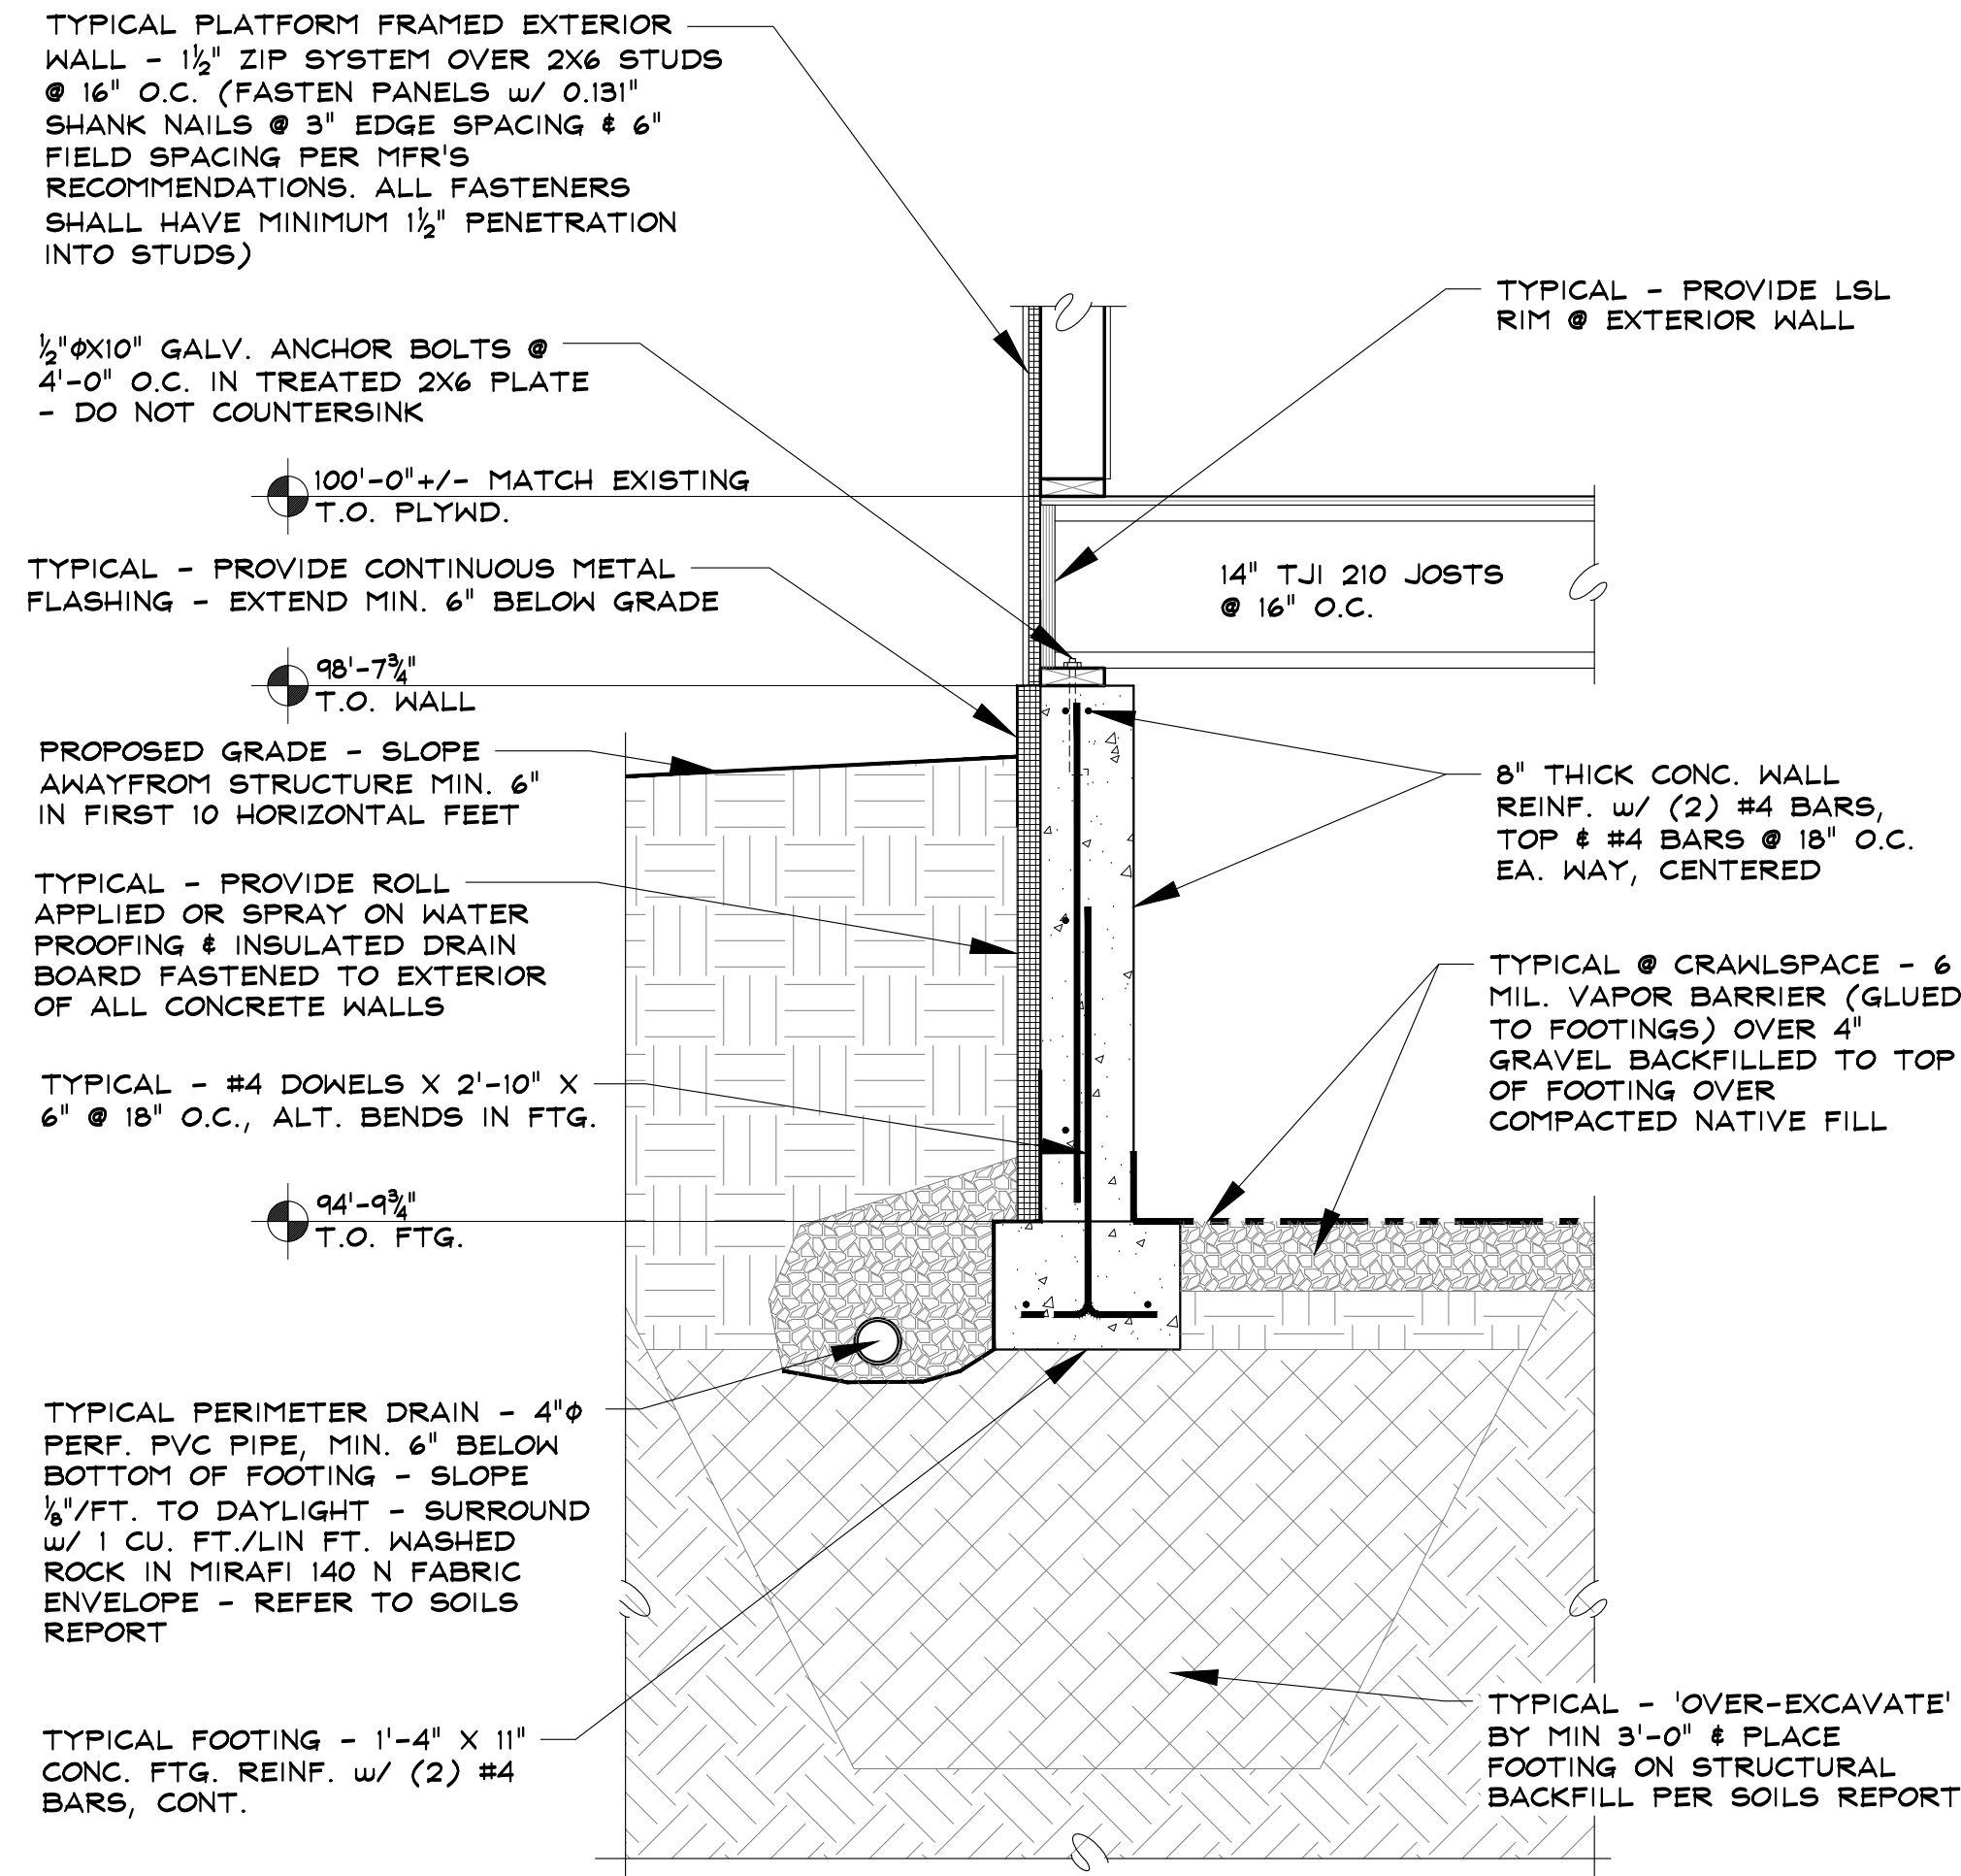 TYPICAL PLATFORM FRAMED EXTERIOR
WALL - 1½" ZIP SYSTEM OVER 2X6 STUDS
@ 16" O.C. (FASTEN PANELS w/ 0.131"
SHANK NAILS @ 3" EDGE SPACING & 6"
FIELD SPACING PER MFR'S
RECOMMENDATIONS. ALL FASTENERS
SHALL HAVE MINIMUM 1½" PENETRATION
INTO STUDS)
½"ΦX10" GALV. ANCHOR BOLTS @
4'-0" O.C. IN TREATED 2X6 PLATE
- DO NOT COUNTERSINK
100'-0"+/- MATCH EXISTING
T.O. PLYWD.
TYPICAL - PROVIDE CONTINUOUS METAL
FLASHING - EXTEND MIN. 6" BELOW GRADE
98'-7¾"
T.O. WALL
PROPOSED GRADE - SLOPE
AWAYFROM STRUCTURE MIN. 6"
IN FIRST 10 HORIZONTAL FEET
TYPICAL - PROVIDE ROLL
APPLIED OR SPRAY ON WATER
PROOFING & INSULATED DRAIN
BOARD FASTENED TO EXTERIOR
OF ALL CONCRETE WALLS
TYPICAL - #4 DOWELS X 2'-10" X
6" @ 18" O.C., ALT. BENDS IN FTG.
94'-9¾"
T.O. FTG.
TYPICAL PERIMETER DRAIN - 4"Φ
PERF. PVC PIPE, MIN. 6" BELOW
BOTTOM OF FOOTING - SLOPE
⅛"/FT. TO DAYLIGHT - SURROUND
w/ 1 CU. FT./LIN FT. WASHED
ROCK IN MIRAFI 140 N FABRIC
ENVELOPE - REFER TO SOILS
REPORT
TYPICAL FOOTING - 1'-4" X 11"
CONC. FTG. REINF. w/ (2) #4
BARS, CONT.
TYPICAL - PROVIDE LSL
RIM @ EXTERIOR WALL
14" TJI 210 JOSTS
@ 16" O.C.
8" THICK CONC. WALL
REINF. w/ (2) #4 BARS,
TOP & #4 BARS @ 18" O.C.
EA. WAY, CENTERED
TYPICAL @ CRAWLSPACE - 6
MIL. VAPOR BARRIER (GLUED
TO FOOTINGS) OVER 4"
GRAVEL BACKFILLED TO TOP
OF FOOTING OVER
COMPACTED NATIVE FILL
TYPICAL - 'OVER-EXCAVATE'
BY MIN 3'-0" & PLACE
FOOTING ON STRUCTURAL
BACKFILL PER SOILS REPORT